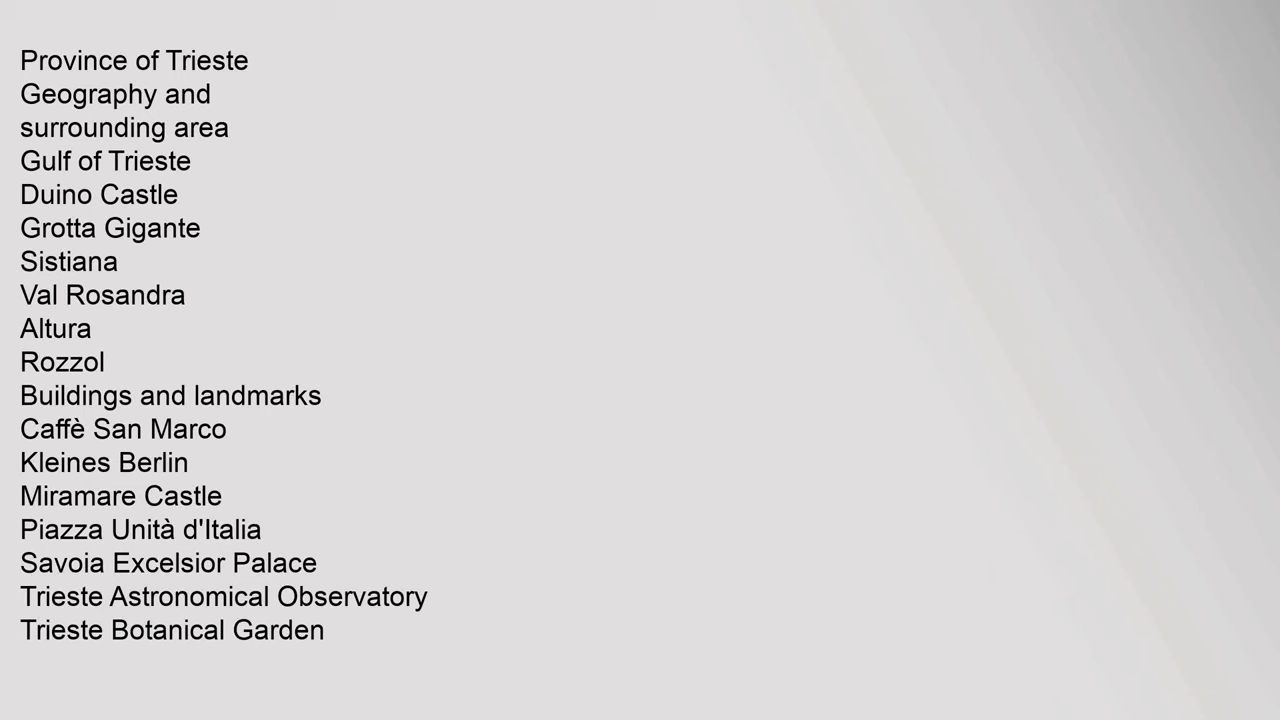 Province of Trieste
Geography and
surrounding area
Gulf of Trieste
Duino Castle
Grotta Gigante
Sistiana
Val Rosandra
Altura
Rozzol
Buildings and landmarks
Caffè San Marco
Kleines Berlin
Miramare Castle
Piazza Unità d'Italia
Savoia Excelsior Palace
Trieste Astronomical Observatory
Trieste Botanical Garden